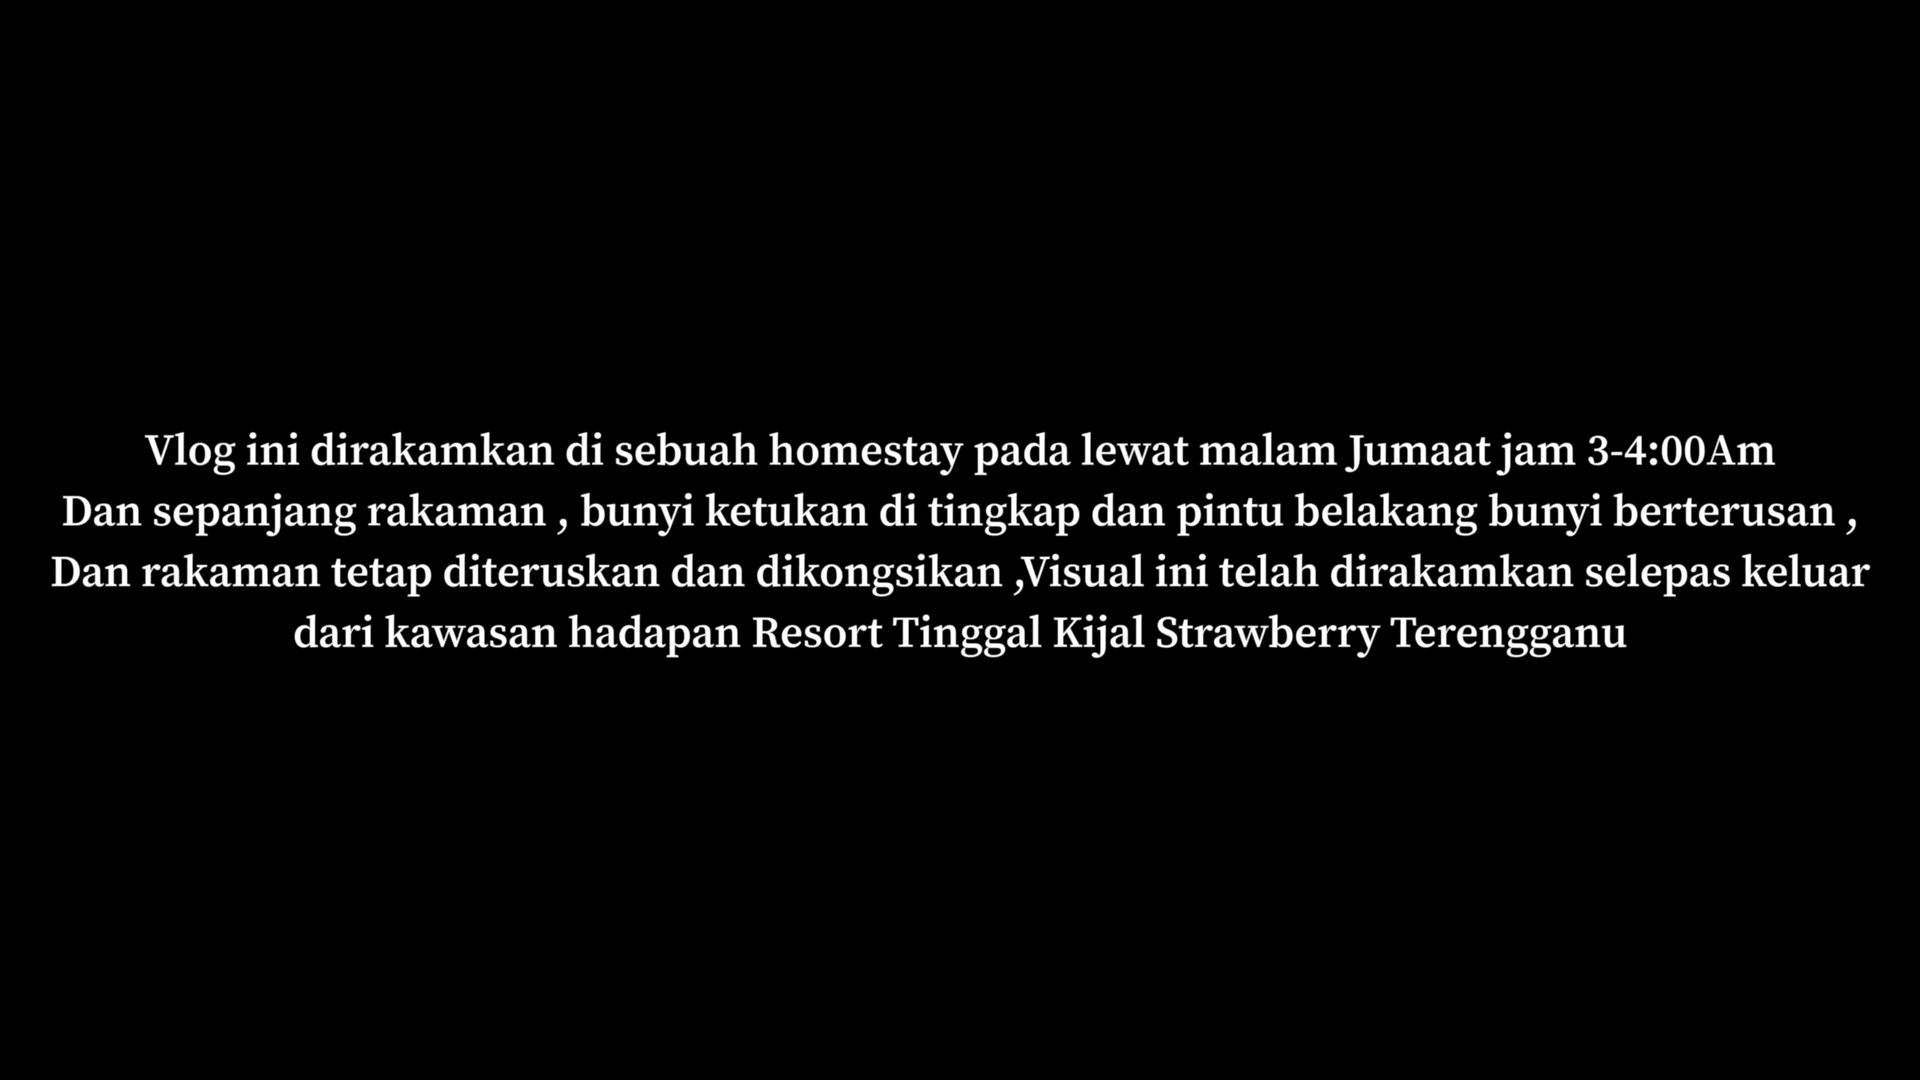 Vlog ini dirakamkan di sebuah homestay pada lewat malam Jumaat jam 3-4:00Am
Dan sepanjang rakaman , bunyi ketukan di tingkap dan pintu belakang bunyi berterusan ,
Dan rakaman tetap diteruskan dan dikongsikan ,Visual ini telah dirakamkan selepas keluar
dari kawasan hadapan Resort Tinggal Kijal Strawberry Terengganu